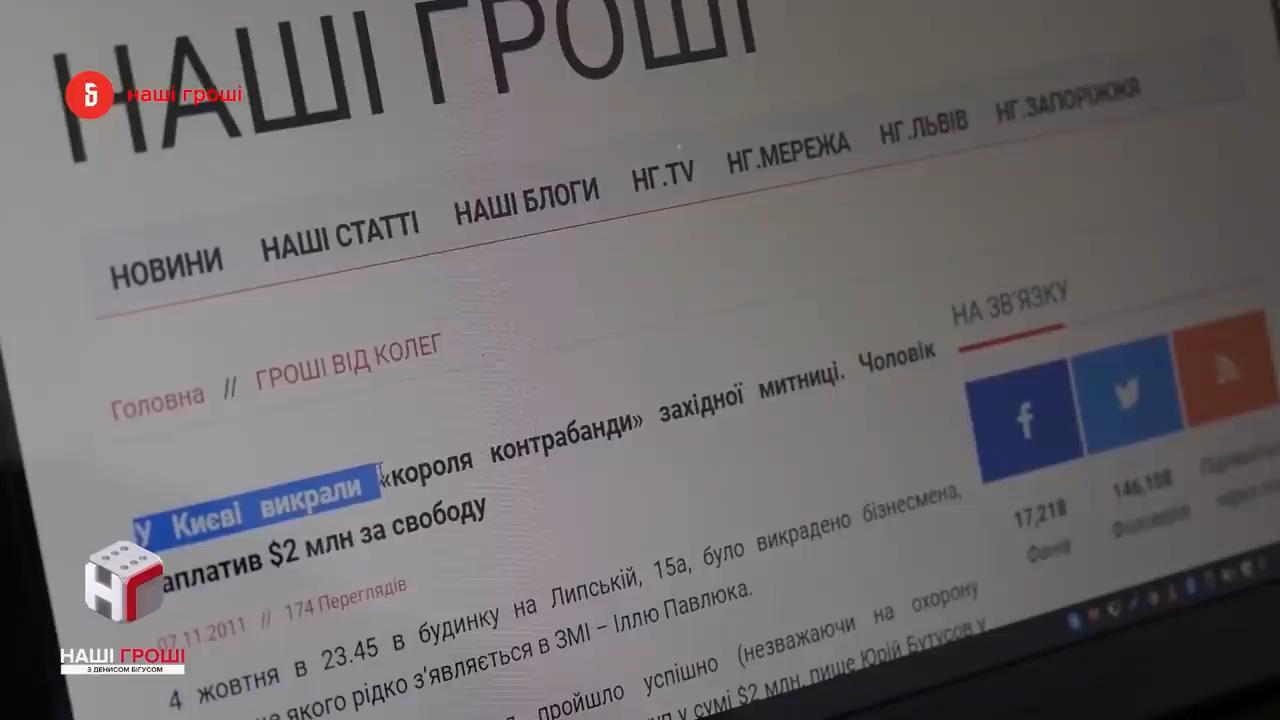 НАШІ ГРОШІ
наші гроші
НОВИНИ НАШІ СТАТТІ НАШІ БЛОГИ НГ.TV НГ.МЕРЕЖА НГ.ЛЬВІВ НГ.ЗАПОРІЖЖЯ
Головна // ГРОШІ ВІД КОЛЕГ
НА ЗВ'ЯЗКУ
У Києві викрали «короля контрабанди» західної митниці. Чоловік
аплатив $2 млн за свободу
17,218
Фанів
146,108
07.11.2011 // 174 Переглядів
4 жовтня в 23.45 в будинку на Липській, 15а, було викрадено бізнесмена,
якого рідко з'являється в ЗМІ – Іллю Павлюка.
пройшло успішно (незважаючи на охорону
у сумі $2 млн, пише Юрій Бутусов у
НАШІ ГРОШІ
З ДЕНИСОМ БІГУСОМ